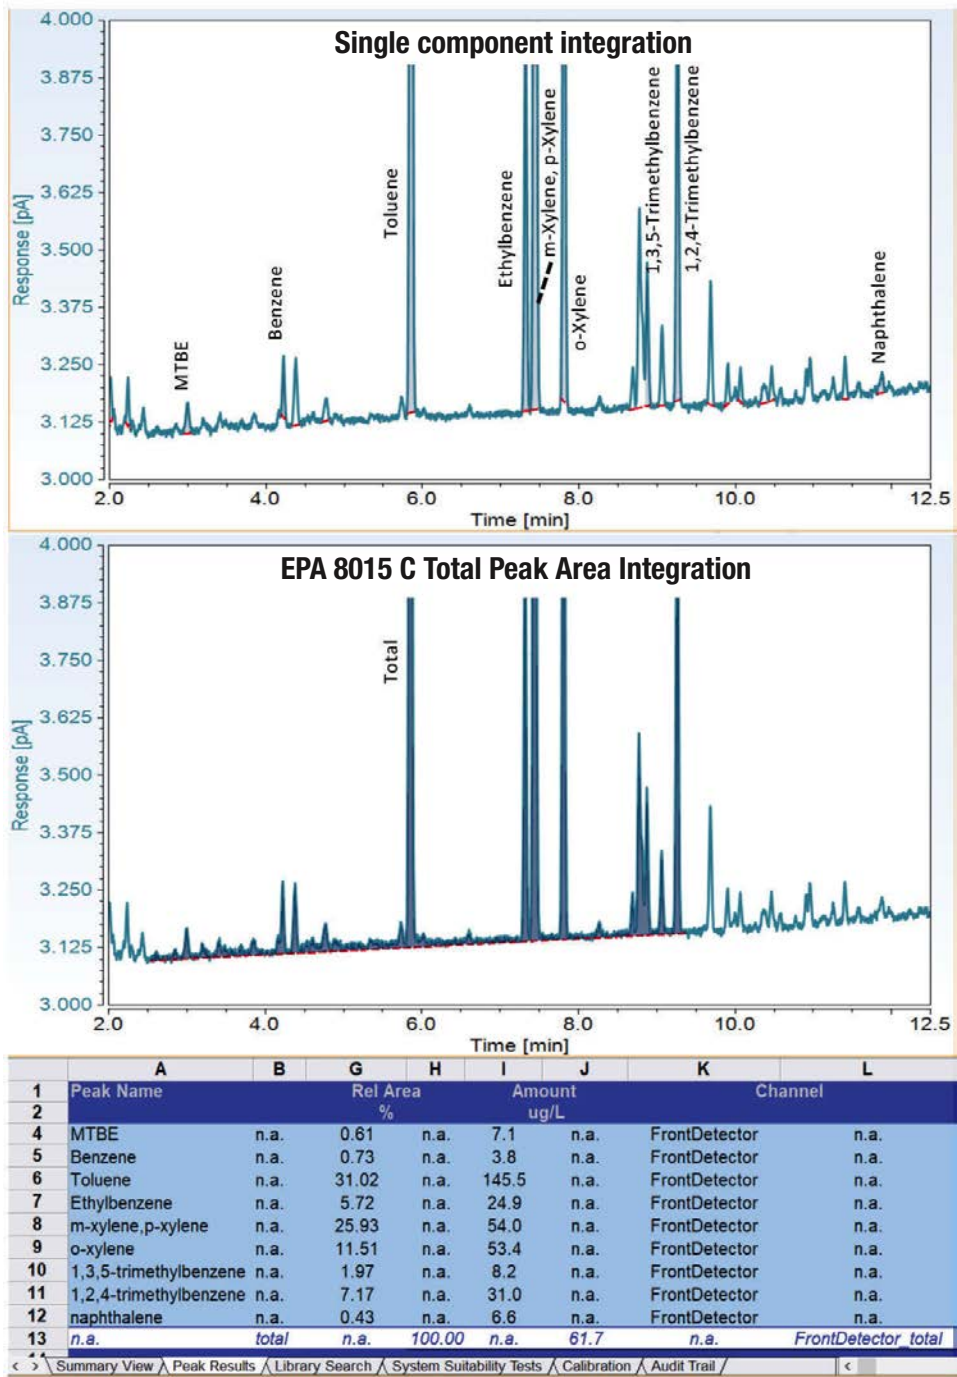 Single component integration
4.000
3.875
3.750
3.625
3.500
3.375
3.250
3.125
3.000
Response [pA]
MTBE
Benzene
Toluene
Ethylbenzene
m-Xylene, p-Xylene
o-Xylene
1,3,5-Trimethylbenzene
1,2,4-Trimethylbenzene
Naphthalene
2.0 4.0 6.0 8.0 10.0 12.5
Time [min]
EPA 8015 C Total Peak Area Integration
4.000
3.875
3.750
3.625
3.500
3.375
3.250
3.125
3.000
Response [pA]
Total
2.0 4.0 6.0 8.0 10.0 12.5
Time [min]
A B G H I J K L
1 Peak Name Rel Area Amount Channel
2 % ug/L
4 MTBE n.a. 0.61 n.a. 7.1 n.a. FrontDetector n.a.
5 Benzene n.a. 0.73 n.a. 3.8 n.a. FrontDetector n.a.
6 Toluene n.a. 31.02 n.a. 145.5 n.a. FrontDetector n.a.
7 Ethylbenzene n.a. 5.72 n.a. 24.9 n.a. FrontDetector n.a.
8 m-xylene,p-xylene n.a. 25.93 n.a. 54.0 n.a. FrontDetector n.a.
9 o-xylene n.a. 11.51 n.a. 53.4 n.a. FrontDetector n.a.
10 1,3,5-trimethylbenzene n.a. 1.97 n.a. 8.2 n.a. FrontDetector n.a.
11 1,2,4-trimethylbenzene n.a. 7.17 n.a. 31.0 n.a. FrontDetector n.a.
12 naphthalene n.a. 0.43 n.a. 6.6 n.a. FrontDetector n.a.
13 n.a. total n.a. 100.00 n.a. 61.7 n.a. FrontDetector_total
< > Summary View Peak Results Library Search System Suitability Tests Calibration Audit Trail <